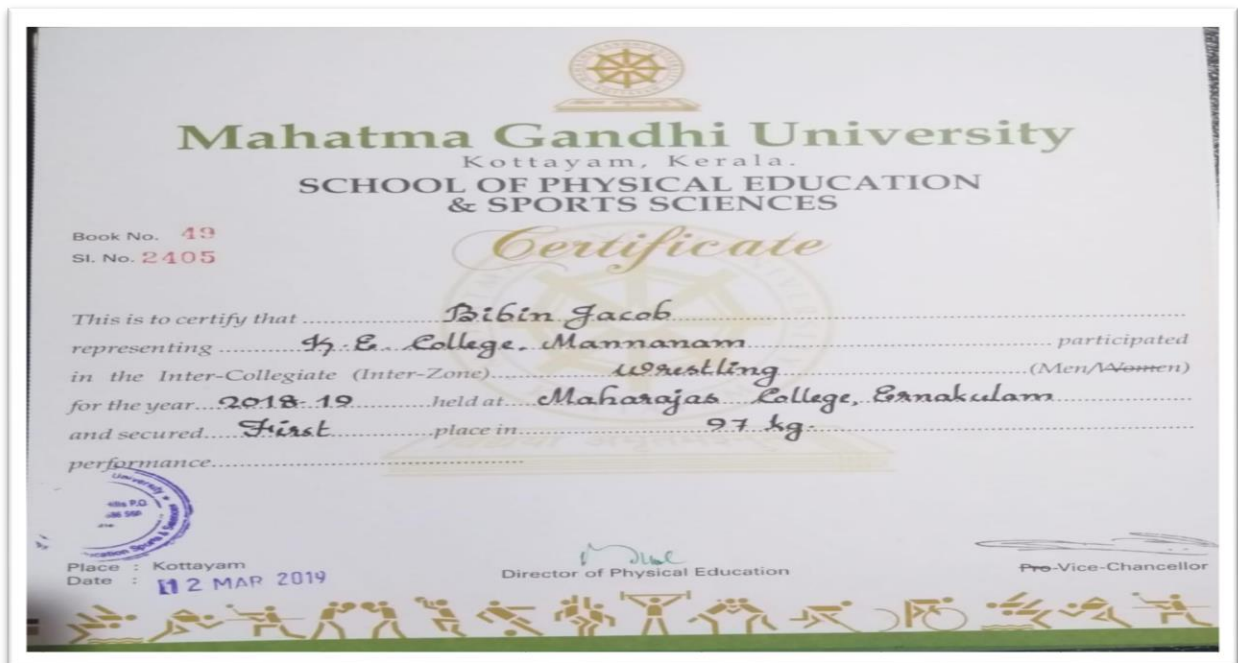 Mahatma Gandhi University
Kottayam, Kerala.
SCHOOL OF PHYSICAL EDUCATION
& SPORTS SCIENCES
Book No. 49
Sl. No. 2405
Certificate
This is to certify that Bibin Jacob
representing K.E. College, Mannanam participated
in the Inter-Collegiate (Inter-Zone) wrestling (Men/Women)
for the year 2018-19 held at Maharajas College, Ernakulam
and secured First place in 97 kg.
performance
University
P.O.
Place : Kottayam
Date : 12 MAR 2019
Director of Physical Education
Pro-Vice-Chancellor